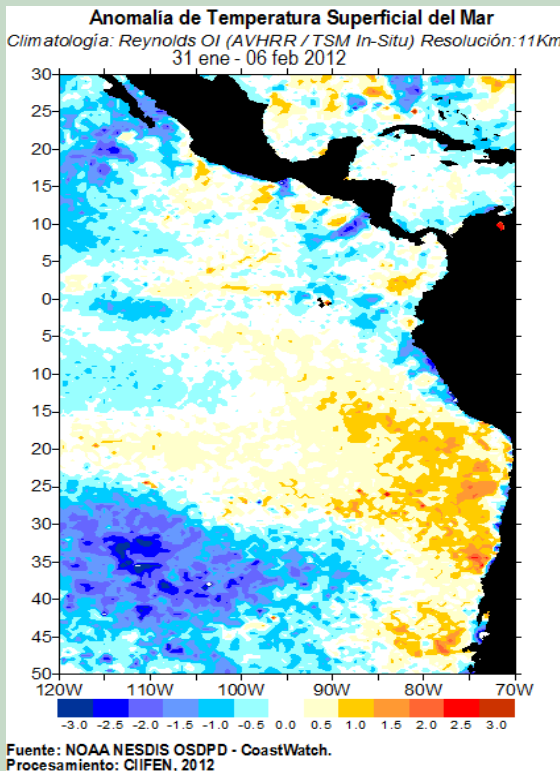 Anomalía de Temperatura Superficial del Mar
Climatología: Reynolds OI (AVHRR / TSM In-Situ) Resolución:11Km
31 ene - 06 feb 2012
30
25
20
15
10
5
0
5
10
15
20
25
30
35
40
45
50
120W 110W 100W 90W 80W 70W
-3.0 -2.5 -2.0 -1.5 -1.0 -0.5 0.0 0.5 1.0 1.5 2.0 2.5 3.0
Fuente: NOAA NESDIS OSDPD - CoastWatch.
Procesamiento: CIIFEN, 2012